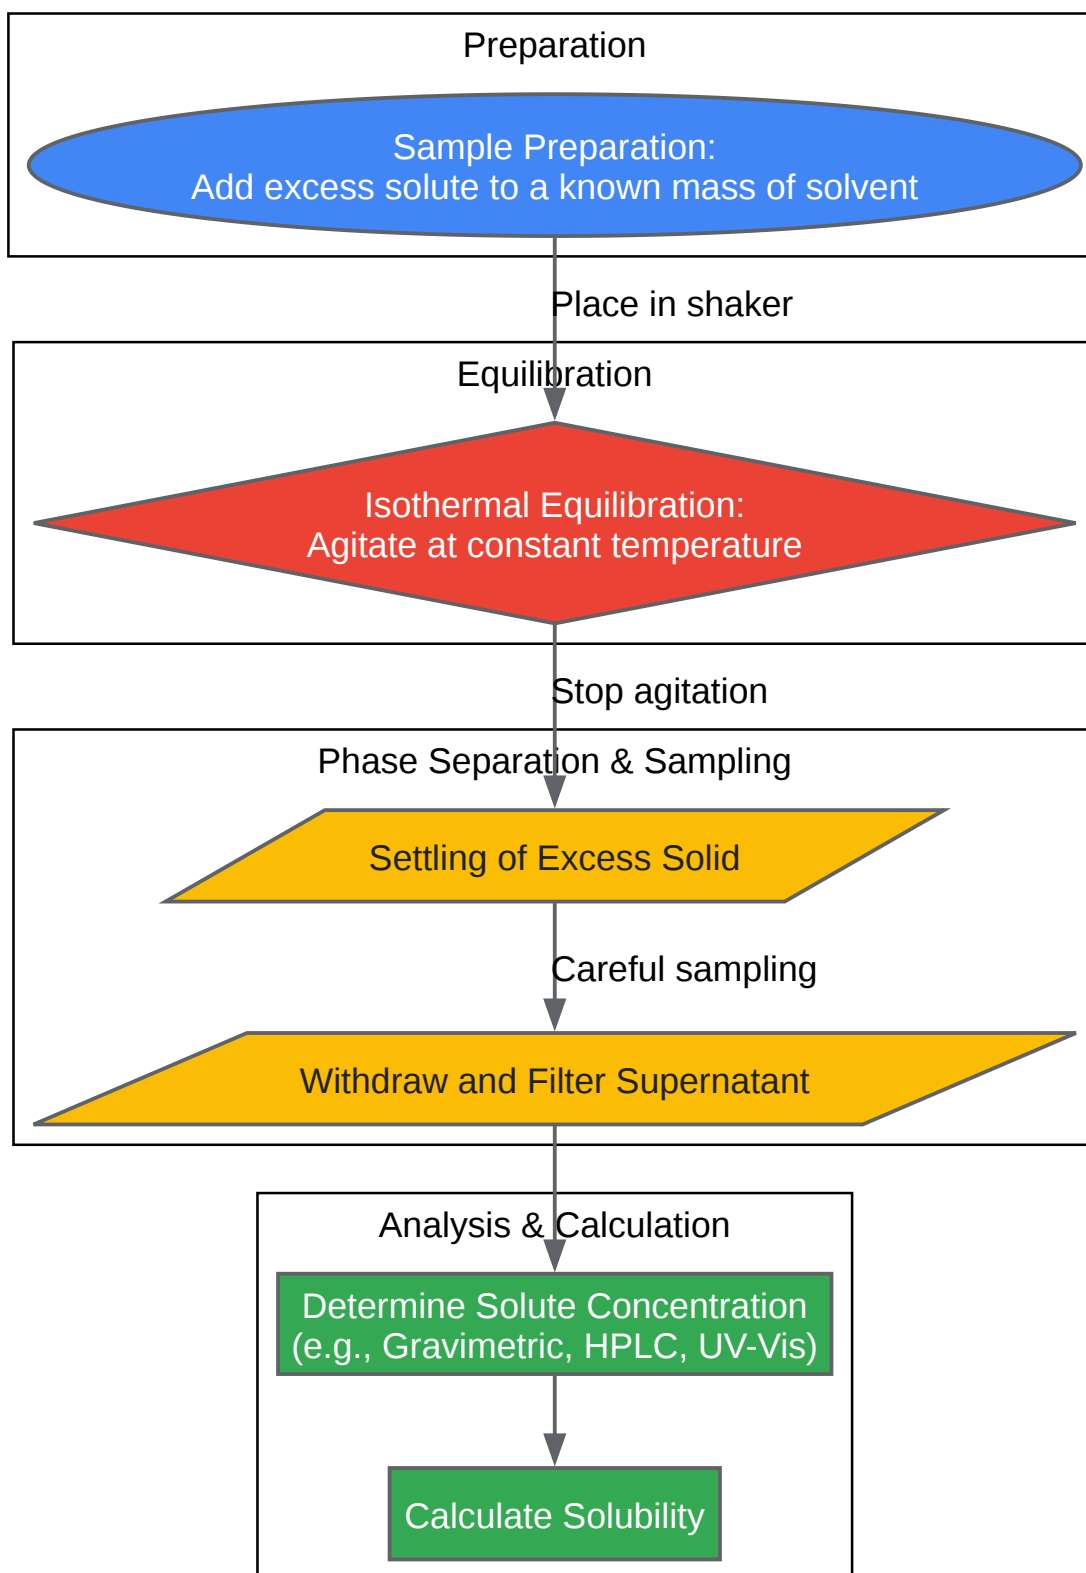 Preparation
Sample Preparation:
Add excess solute to a known mass of solvent
Place in shaker
Equilibration
Isothermal Equilibration:
Agitate at constant temperature
Stop agitation
Phase Separation & Sampling
Settling of Excess Solid
Careful sampling
Withdraw and Filter Supernatant
Analysis & Calculation
Determine Solute Concentration
(e.g., Gravimetric, HPLC, UV-Vis)
Calculate Solubility